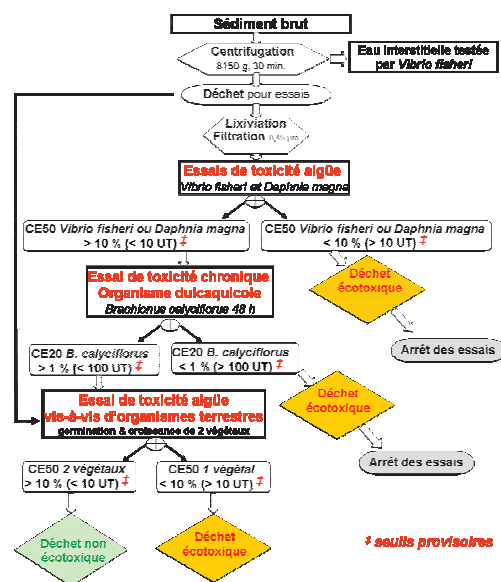 Sédiment brut
Centrifugation
8150 g, 30 min.
Eau interstitielle testée
par Vibrio fisheri
Déchet pour essais
Lixiviation
Filtration 0,45 µm
Essais de toxicité aigüe
Vibrio fisheri et Daphnia magna
CE50 Vibrio fisheri ou Daphnia magna
> 10 % (< 10 UT) ‡
CE50 Vibrio fisheri ou Daphnia magna
< 10% (> 10 UT) ‡
Essai de toxicité chronique
Organisme dulcaquicole
Brachionus calyciflorus 48 h
Déchet
écotoxique
Arrêt des essais
CE20 B. calyciflorus
> 1 % (< 100 UT) ‡
CE20 B. calyciflorus
< 1 % (> 100 UT) ‡
Essai de toxicité aigüe
vis-à-vis d'organismes terrestres
germination & croissance de 2 végétaux
Déchet
écotoxique
Arrêt des essais
CE50 2 végétaux
> 10 % (< 10 UT) ‡
CE50 1 végétal
< 10 % (> 10 UT) ‡
Déchet non
écotoxique
Déchet
écotoxique
‡ seuils provisoires